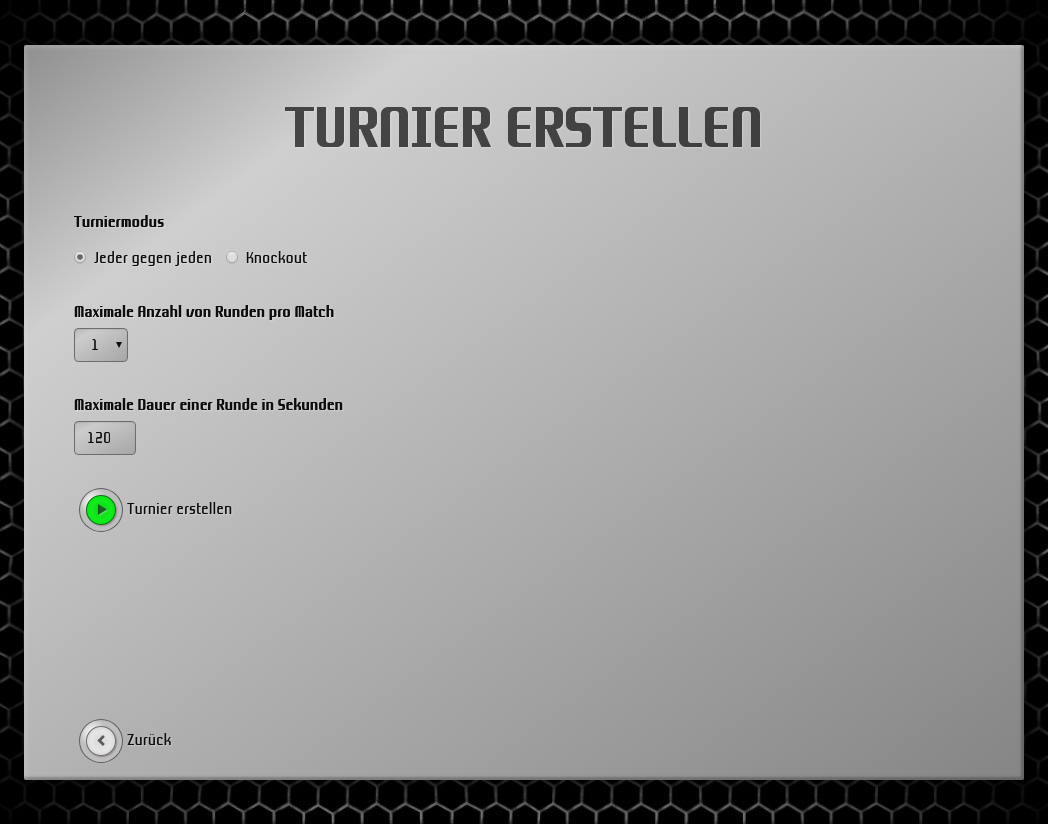 TURNIER ERSTELLEN
Turniermodus
Jeder gegen jeden Knockout
Maximale Anzahl von Runden pro Match
1
Maximale Dauer einer Runde in Sekunden
120
Turnier erstellen
Zurück